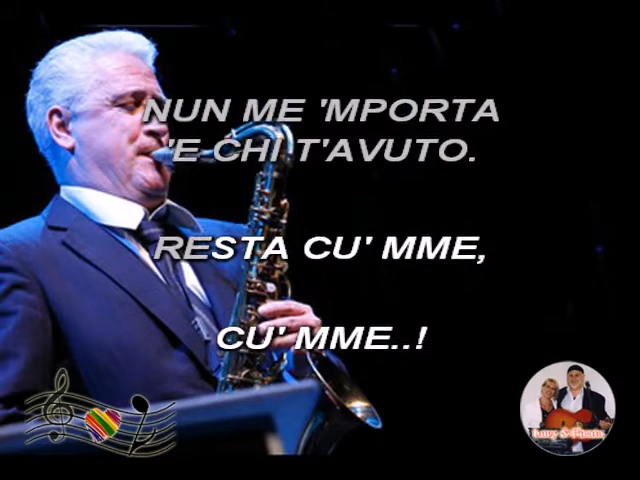 NUN ME 'MPORTA
'E CHI T'AVUTO.
RESTA CU' MME,
CU' MME..!